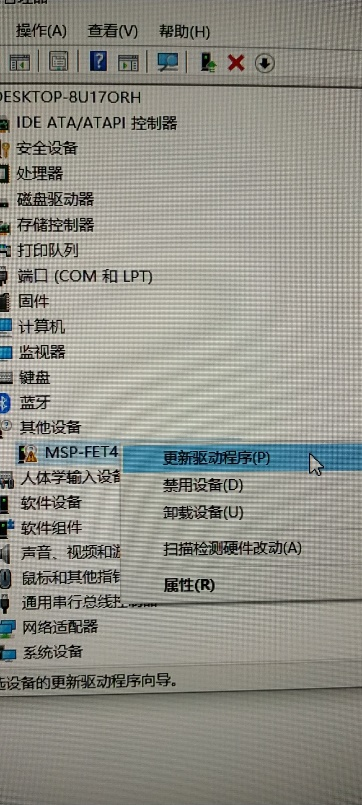 操作(A) 查看(V) 帮助(H)
DESKTOP-8U17ORH
IDE ATA/ATAPI 控制器
安全设备
处理器
磁盘驱动器
存储控制器
打印队列
端口 (COM 和 LPT)
固件
计算机
监视器
键盘
蓝牙
其他设备
MSP-FET4
更新驱动程序(P)
人体学输入设备
禁用设备(D)
软件设备
卸载设备(U)
软件组件
声音、视频和游
扫描检测硬件改动(A)
鼠标和其他指针
属性(R)
通用串行总线控制器
网络适配器
系统设备
选设备的更新驱动程序向导。